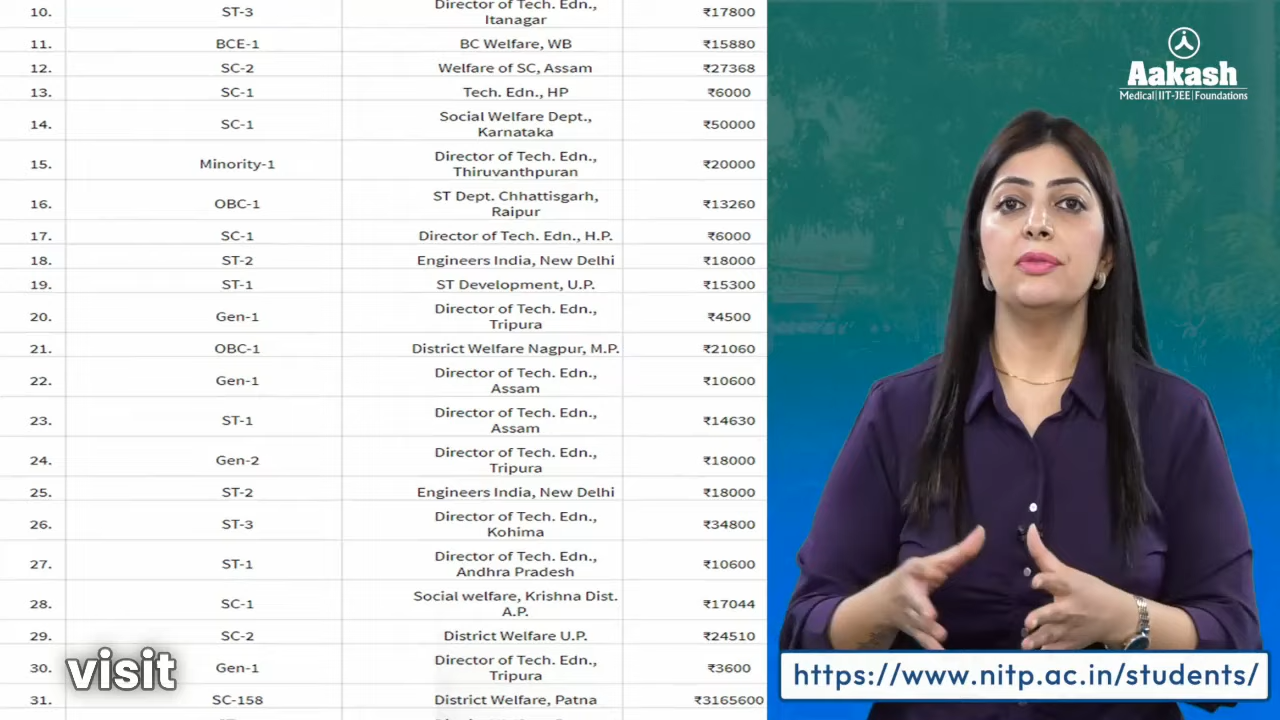 10. ST-3 Director of Tech. Edn., Itanagar ₹17800
11. BCE-1 BC Welfare, WB ₹15880
12. SC-2 Welfare of SC, Assam ₹27368
13. SC-1 Tech. Edn., HP ₹6000
14. SC-1 Social Welfare Dept., Karnataka ₹50000
15. Minority-1 Director of Tech. Edn., Thiruvanthpuran ₹20000
16. OBC-1 ST Dept. Chhattisgarh, Raipur ₹13260
17. SC-1 Director of Tech. Edn., H.P. ₹6000
18. ST-2 Engineers India, New Delhi ₹18000
19. ST-1 ST Development, U.P. ₹15300
20. Gen-1 Director of Tech. Edn., Tripura ₹4500
21. OBC-1 District Welfare Nagpur, M.P. ₹21060
22. Gen-1 Director of Tech. Edn., Assam ₹10600
23. ST-1 Director of Tech. Edn., Assam ₹14630
24. Gen-2 Director of Tech. Edn., Tripura ₹18000
25. ST-2 Engineers India, New Delhi ₹18000
26. ST-3 Director of Tech. Edn., Kohima ₹34800
27. ST-1 Director of Tech. Edn., Andhra Pradesh ₹10600
28. SC-1 Social welfare, Krishna Dist. A.P. ₹17044
29. SC-2 District Welfare U.P. ₹24510
30. Gen-1 Director of Tech. Edn., Tripura ₹3600
31. SC-158 District Welfare, Patna ₹3165600
visit
Aakash
Medical|IIT-JEE|Foundations
https://www.nitp.ac.in/students/